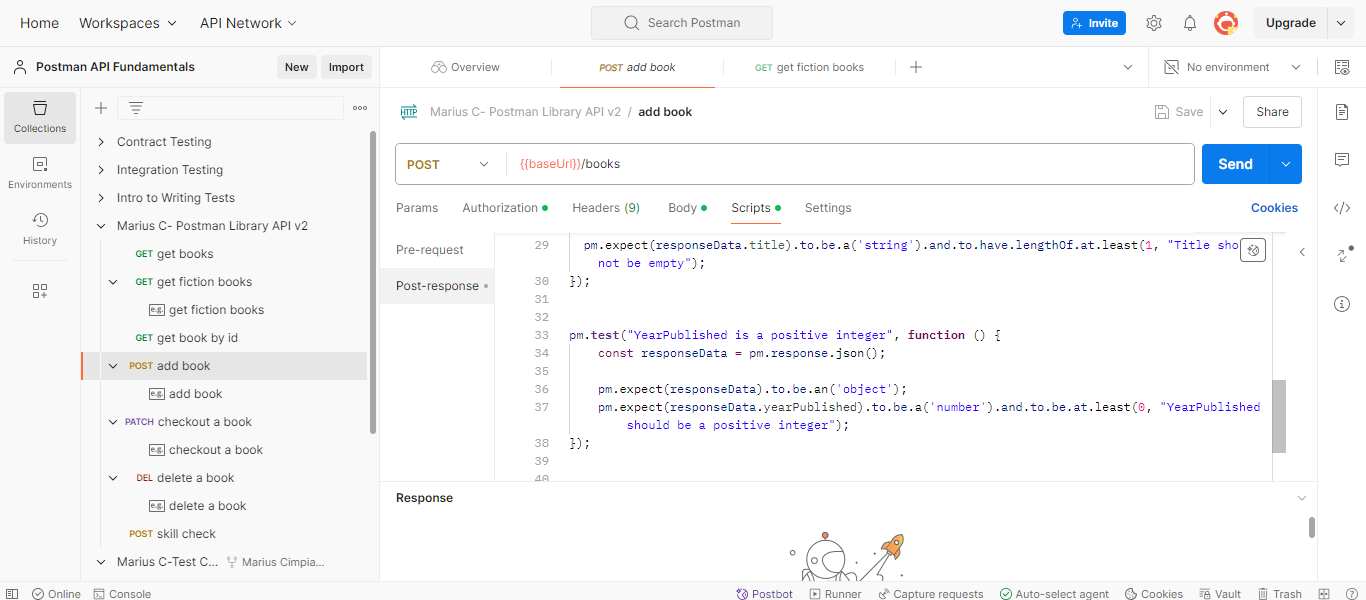 Home Workspaces API Network Search Postman Invite Upgrade
Postman API Fundamentals New Import Overview POST add book GET get fiction books No environment
Collections
Environments
History
Contract Testing
Integration Testing
Intro to Writing Tests
Marius C- Postman Library API v2
GET get books
GET get fiction books
e.g. get fiction books
GET get book by id
POST add book
e.g. add book
PATCH checkout a book
e.g. checkout a book
DEL delete a book
e.g. delete a book
POST skill check
Marius C-Test C... Marius Cimpia...
HTTP Marius C- Postman Library API v2 / add book Save Share
POST {{baseUrl}}/books Send
Params Authorization Headers (9) Body Scripts Settings Cookies
Pre-request
Post-response
29 pm.expect(responseData.title).to.be.a('string').and.to.have.lengthOf.at.least(1, "Title sho
not be empty");
30 });
31
32
33 pm.test("YearPublished is a positive integer", function () {
34 const responseData = pm.response.json();
35
36 pm.expect(responseData).to.be.an('object');
37 pm.expect(responseData.yearPublished).to.be.a('number').and.to.be.at.least(0, "YearPublished
should be a positive integer");
38 });
39
40
Response
Online Console Postbot Runner Capture requests Auto-select agent Cookies Vault Trash